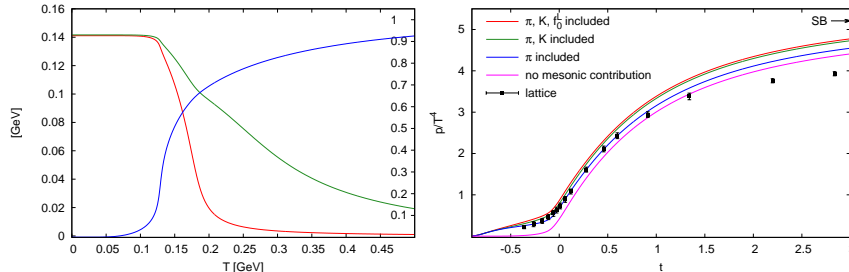 0.16
0.14
0.12
0.1
0.08
0.06
0.04
0.02
0
[GeV]
1
0.9
0.8
0.7
0.6
0.5
0.4
0.3
0.2
0.1
0 0.05 0.1 0.15 0.2 0.25 0.3 0.35 0.4 0.45
T [GeV]
π, K, f₀ᴸ included
π, K included
π included
no mesonic contribution
lattice
SB
p/T⁴
5
4
3
2
1
0
-0.5 0 0.5 1 1.5 2 2.5
t